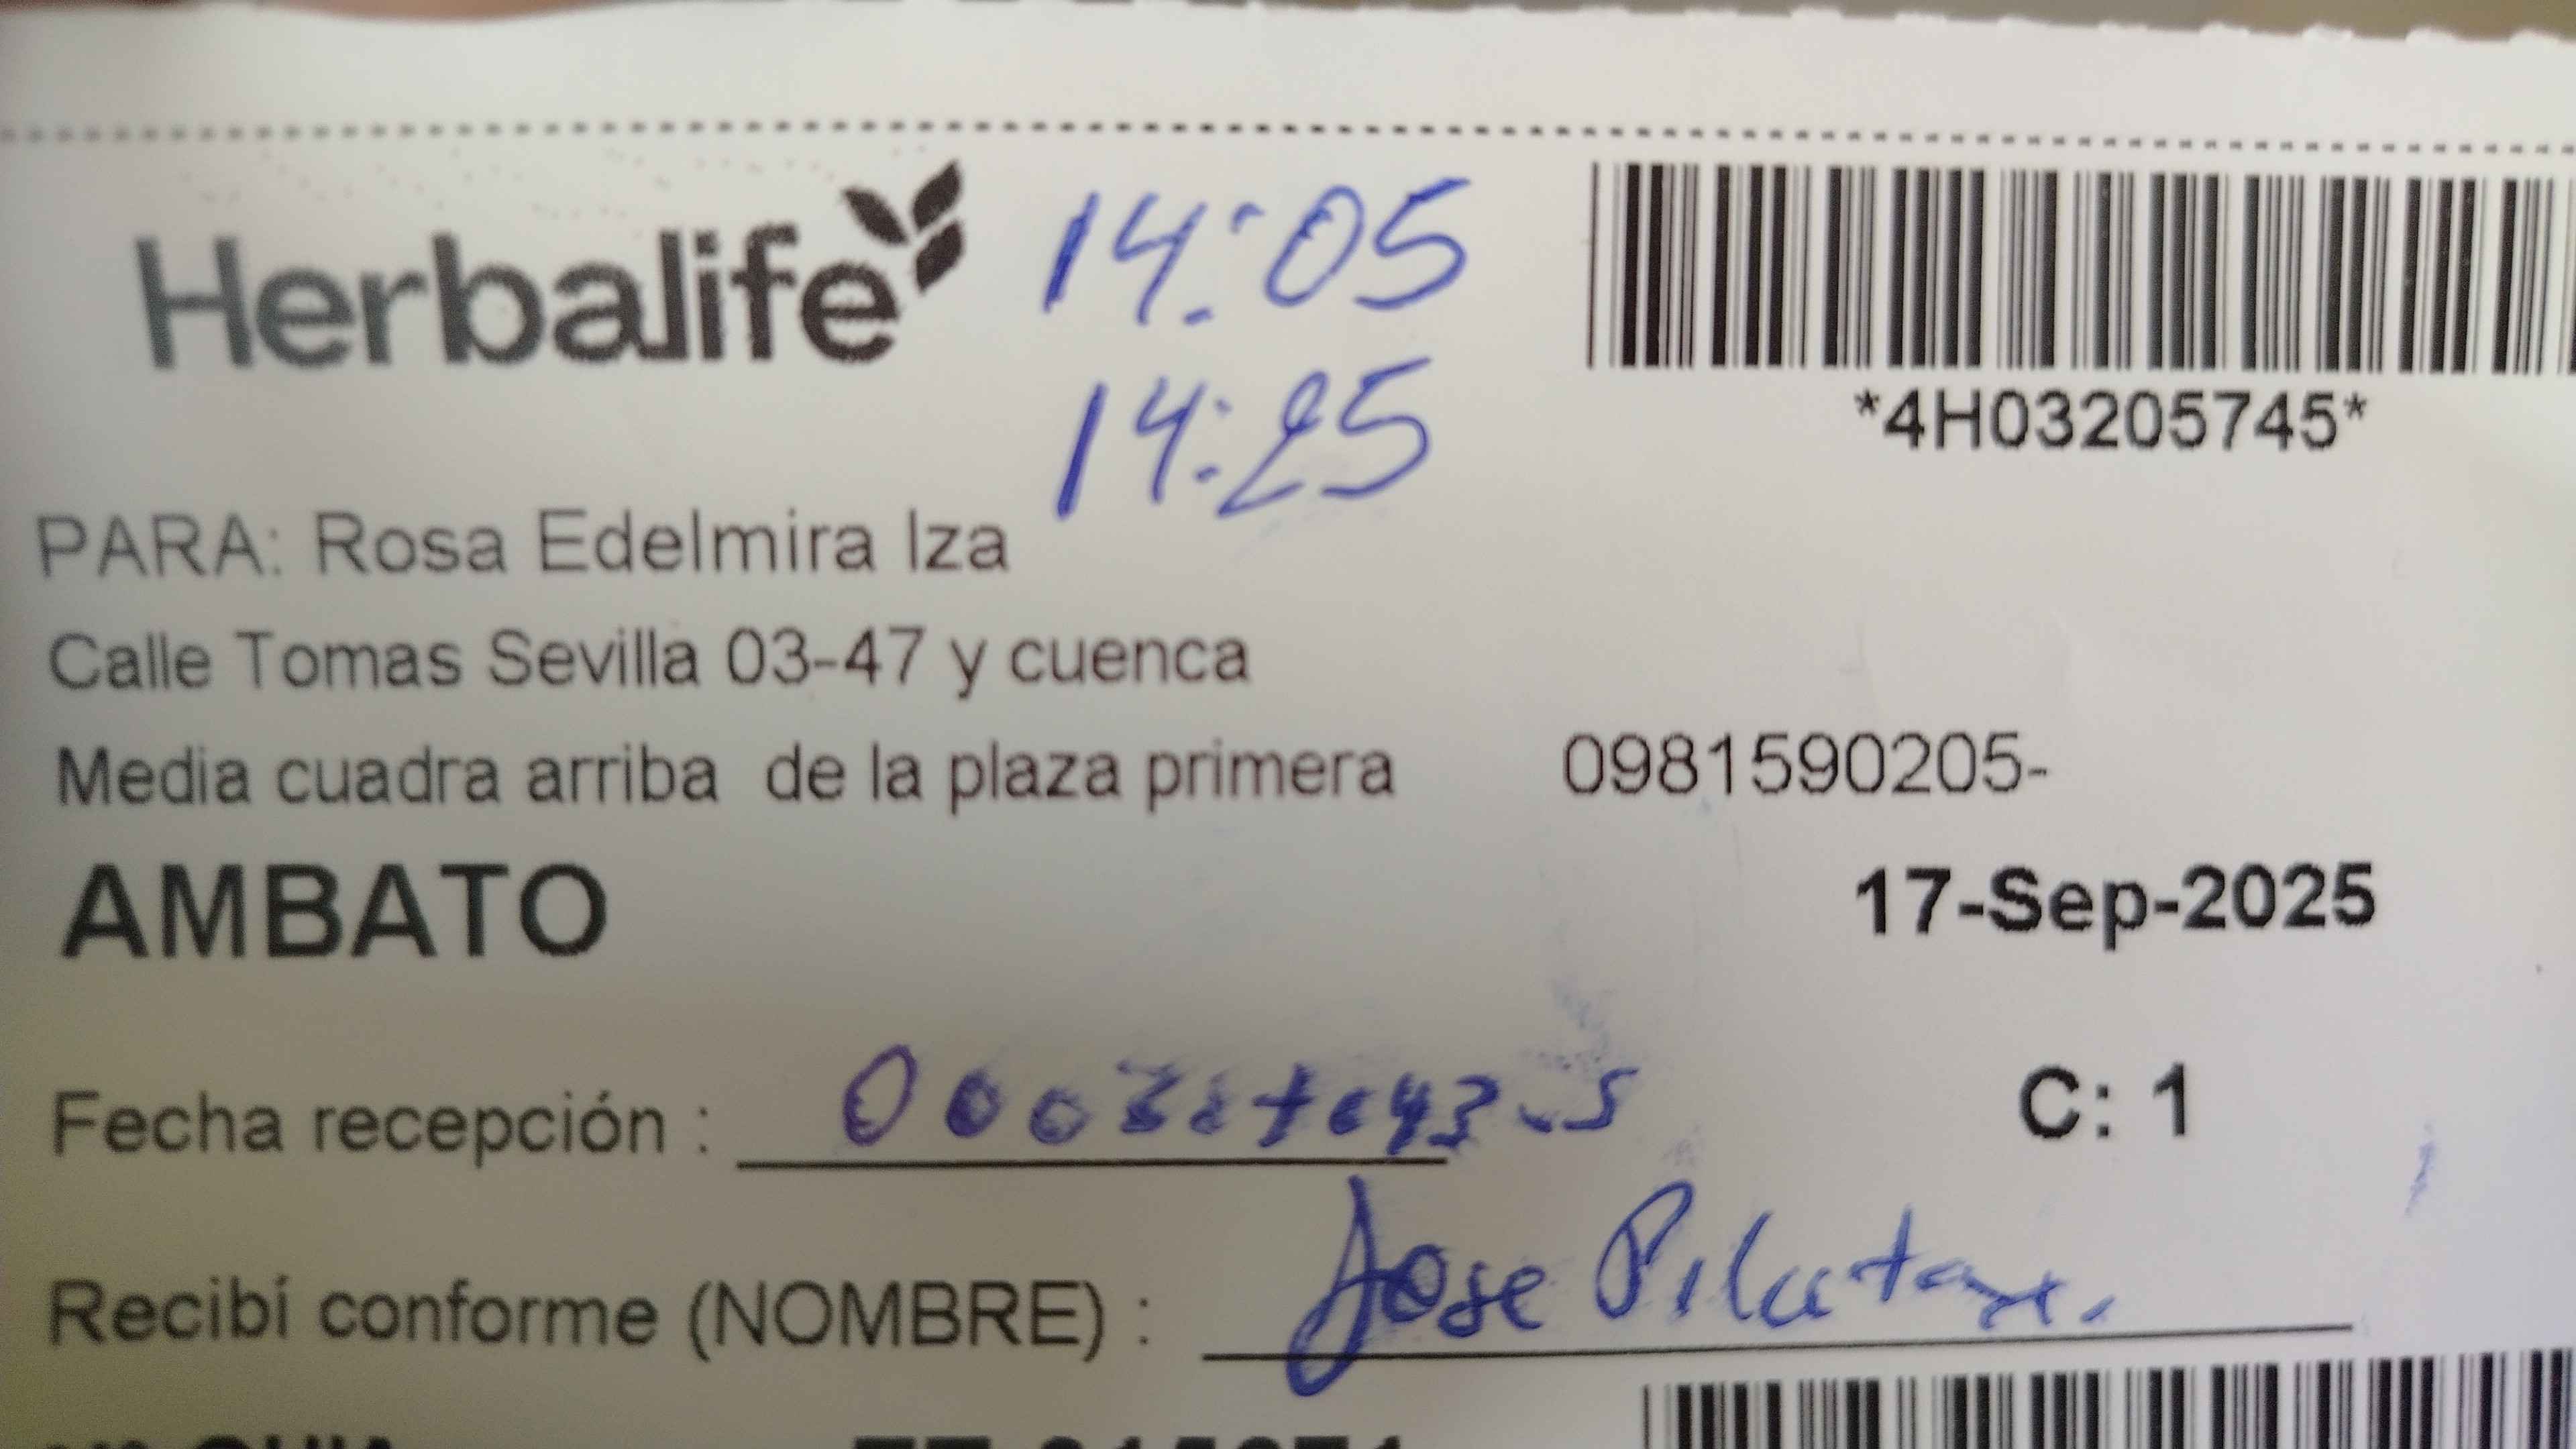 Herbalife
14:05
14:25
*4H03205745*
PARA: Rosa Edelmira Iza
Calle Tomas Sevilla 03-47 y cuenca
Media cuadra arriba de la plaza primera 0981590205-
AMBATO
17-Sep-2025
Fecha recepción :
C: 1
Recibí conforme (NOMBRE) : Jose